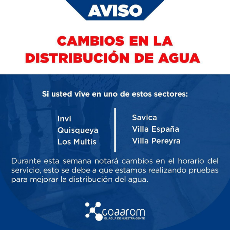 AVISO
CAMBIOS EN LA
DISTRIBUCIÓN DE AGUA
Si usted vive en uno de estos sectores:
Invi
Quisqueya
Los Multis
Savica
Villa España
Villa Pereyra
Durante esta semana notará cambios en el horario del
servicio, esto se debe a que estamos realizando pruebas
para mejorar la distribución del agua.
coaarom